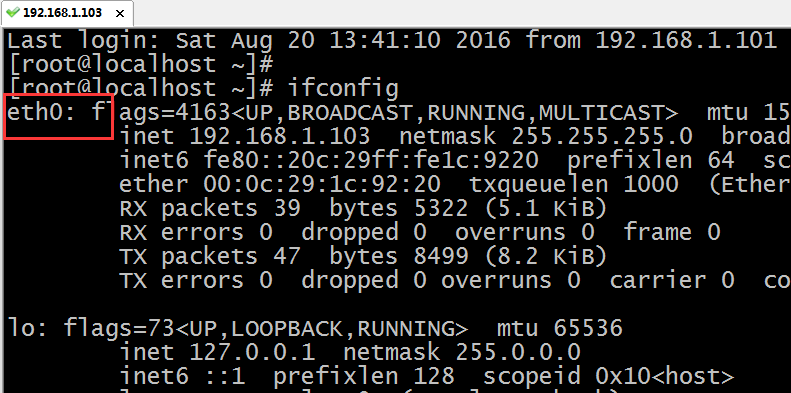 192.168.1.103
Last login: Sat Aug 20 13:41:10 2016 from 192.168.1.101
[root@localhost ~]#
[root@localhost ~]# ifconfig
eth0: flags=4163<UP,BROADCAST,RUNNING,MULTICAST>  mtu 15
inet 192.168.1.103  netmask 255.255.255.0  broad
inet6 fe80::20c:29ff:fe1c:9220  prefixlen 64  sc
ether 00:0c:29:1c:92:20  txqueuelen 1000  (Ether
RX packets 39  bytes 5322 (5.1 KiB)
RX errors 0  dropped 0  overruns 0  frame 0
TX packets 47  bytes 8499 (8.2 KiB)
TX errors 0  dropped 0 overruns 0  carrier 0  co
lo: flags=73<UP,LOOPBACK,RUNNING>  mtu 65536
inet 127.0.0.1  netmask 255.0.0.0
inet6 ::1  prefixlen 128  scopeid 0x10<host>